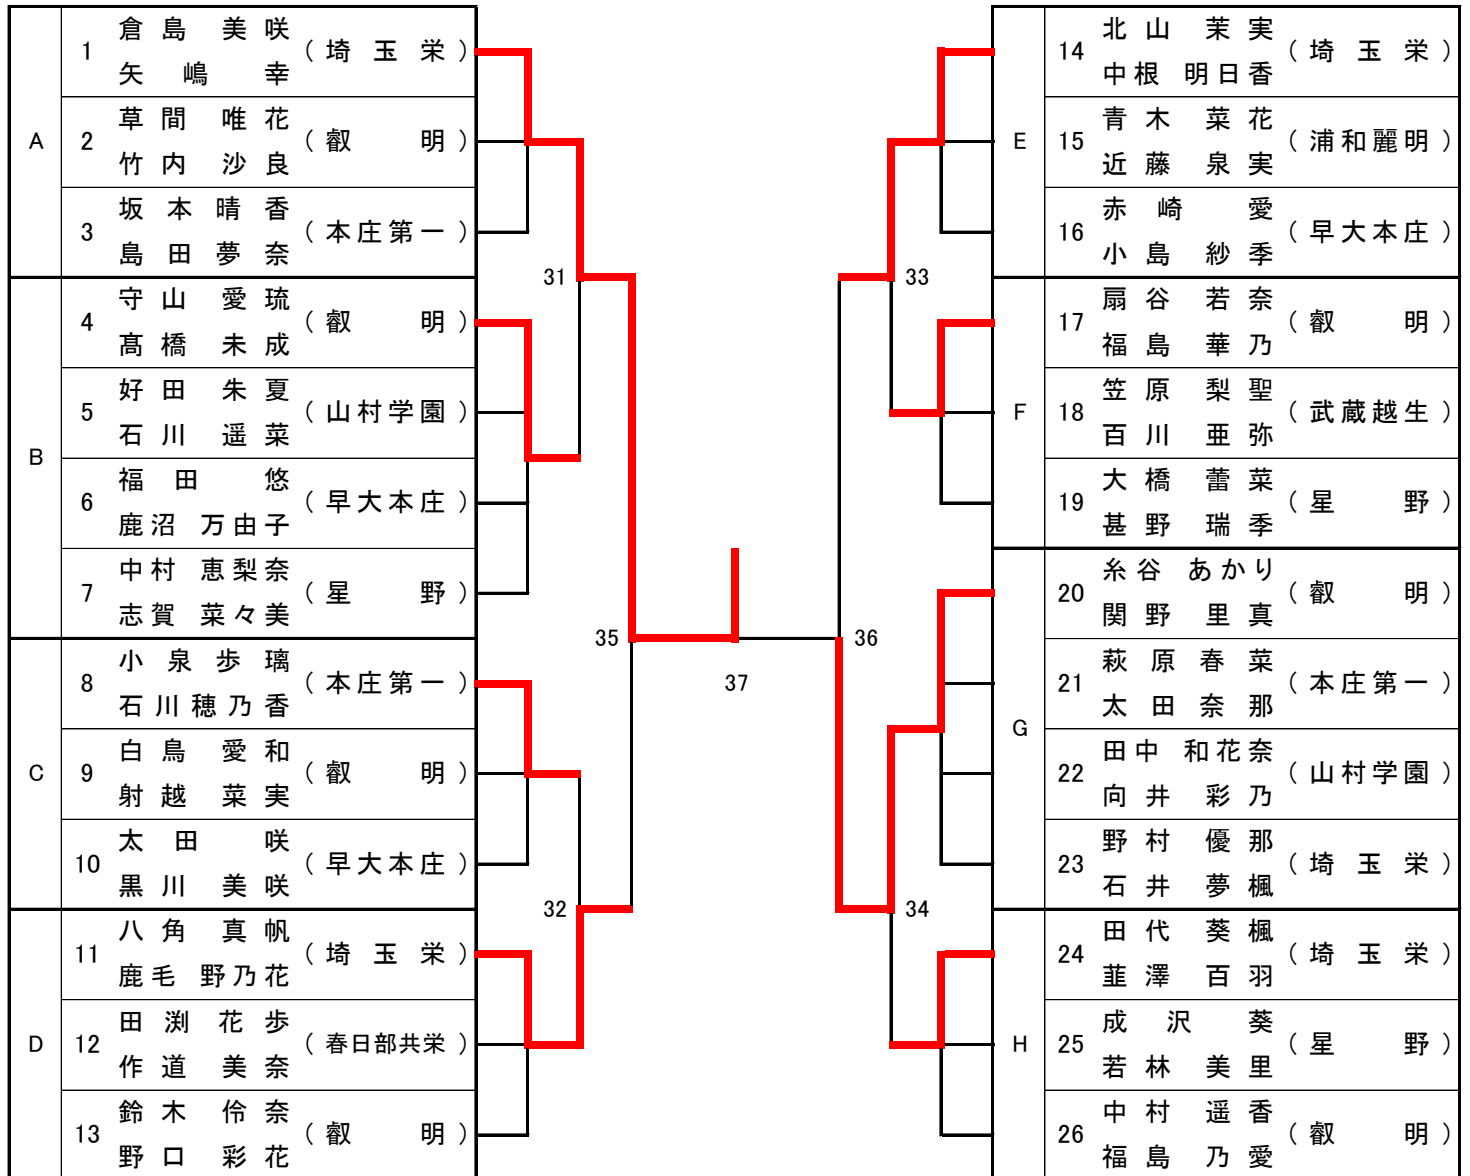 A
1 倉島 美咲 (埼玉栄)
矢嶋 幸
2 草間 唯花 (叡明)
竹内 沙良
3 坂本晴香 (本庄第一)
島田夢奈
B
4 守山 愛琉 (叡明)
髙橋 未成
5 好田 朱夏 (山村学園)
石川 遥菜
6 福田 悠 (早大本庄)
鹿沼 万由子
7 中村 恵梨奈 (星野)
志賀 菜々美
C
8 小泉歩璃 (本庄第一)
石川穂乃香
9 白鳥 愛和 (叡明)
射越 菜実
10 太田 咲 (早大本庄)
黒川 美咲
D
11 八角 真帆 (埼玉栄)
鹿毛 野乃花
12 田渕 花歩 (春日部共栄)
作道 美奈
13 鈴木 伶奈 (叡明)
野口 彩花
31
32
35
37
36
33
34
E
14 北山 茉実 (埼玉栄)
中根 明日香
15 青木 菜花 (浦和麗明)
近藤 泉実
16 赤崎 愛 (早大本庄)
小島 紗季
F
17 扇谷 若奈 (叡明)
福島 華乃
18 笠原 梨聖 (武蔵越生)
百川 亜弥
19 大橋 蕾菜 (星野)
甚野 瑞季
G
20 糸谷 あかり (叡明)
関野 里真
21 萩原春菜 (本庄第一)
太田奈那
22 田中 和花奈 (山村学園)
向井 彩乃
23 野村 優那 (埼玉栄)
石井 夢楓
H
24 田代 葵楓 (埼玉栄)
韮澤 百羽
25 成沢 葵 (星野)
若林 美里
26 中村 遥香 (叡明)
福島 乃愛